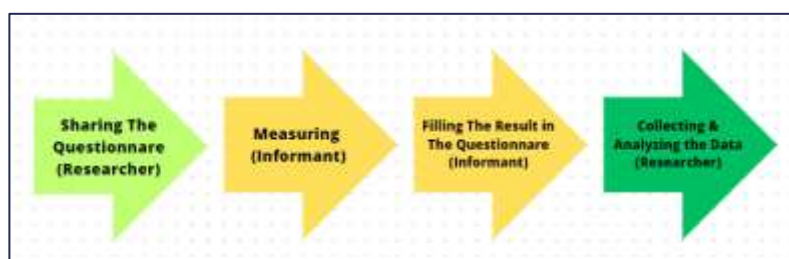 Sharing The
Questionnare
(Researcher)
Measuring
(Informant)
Filling The Result in
The Questionnare
(Informant)
Collecting &
Analyzing the Data
(Researcher)